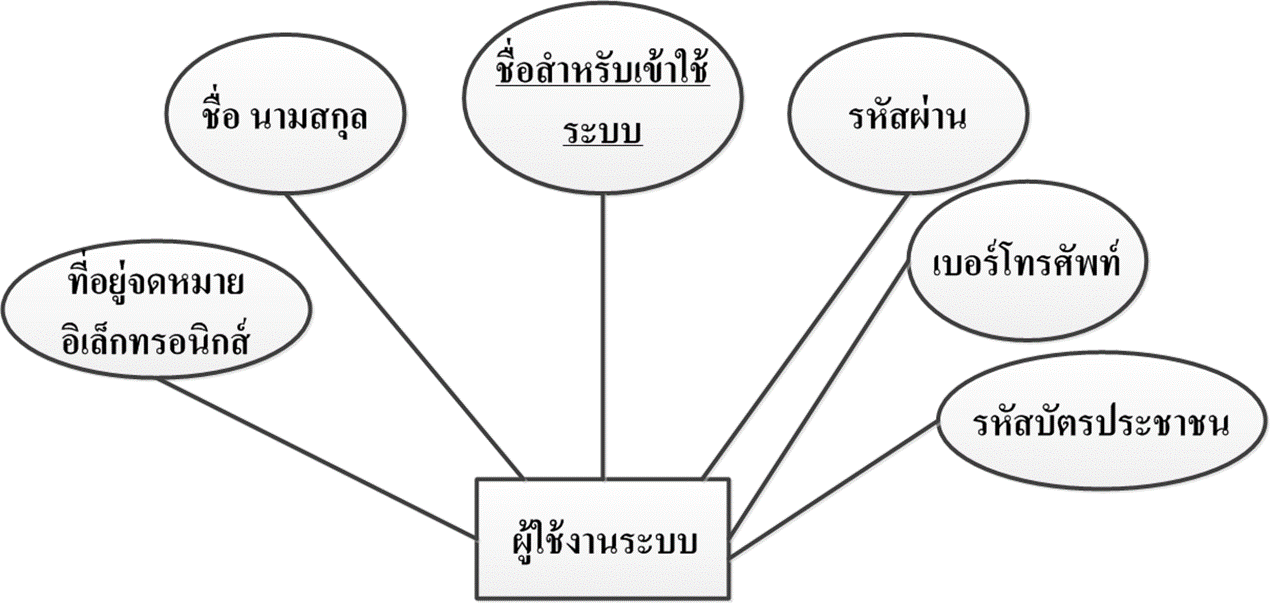 ชื่อ นามสกุล
ชื่อสำหรับเข้าใช้
ระบบ
รหัสผ่าน
ที่อยู่จดหมาย
อิเล็กทรอนิกส์
เบอร์โทรศัพท์
รหัสบัตรประชาชน
ผู้ใช้งานระบบ